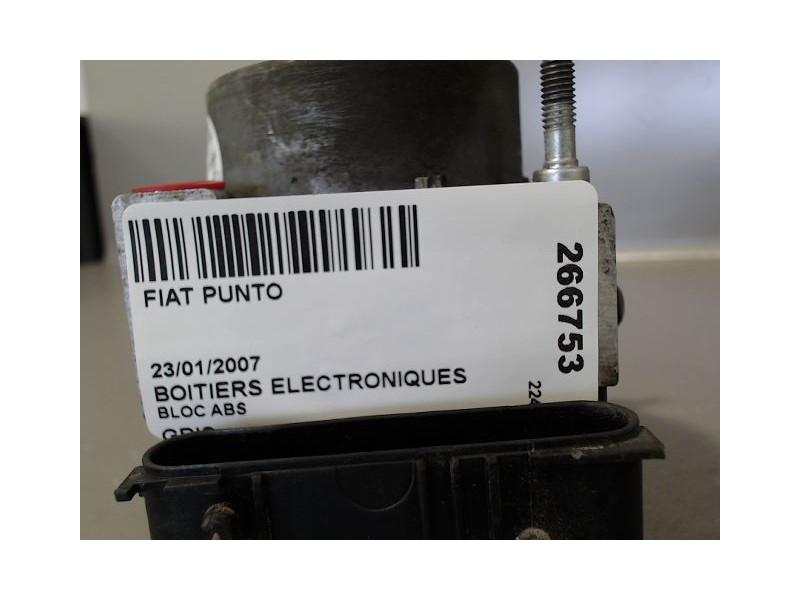 FIAT PUNTO
23/01/2007
BOITIERS ELECTRONIQUES
BLOC ABS
266753